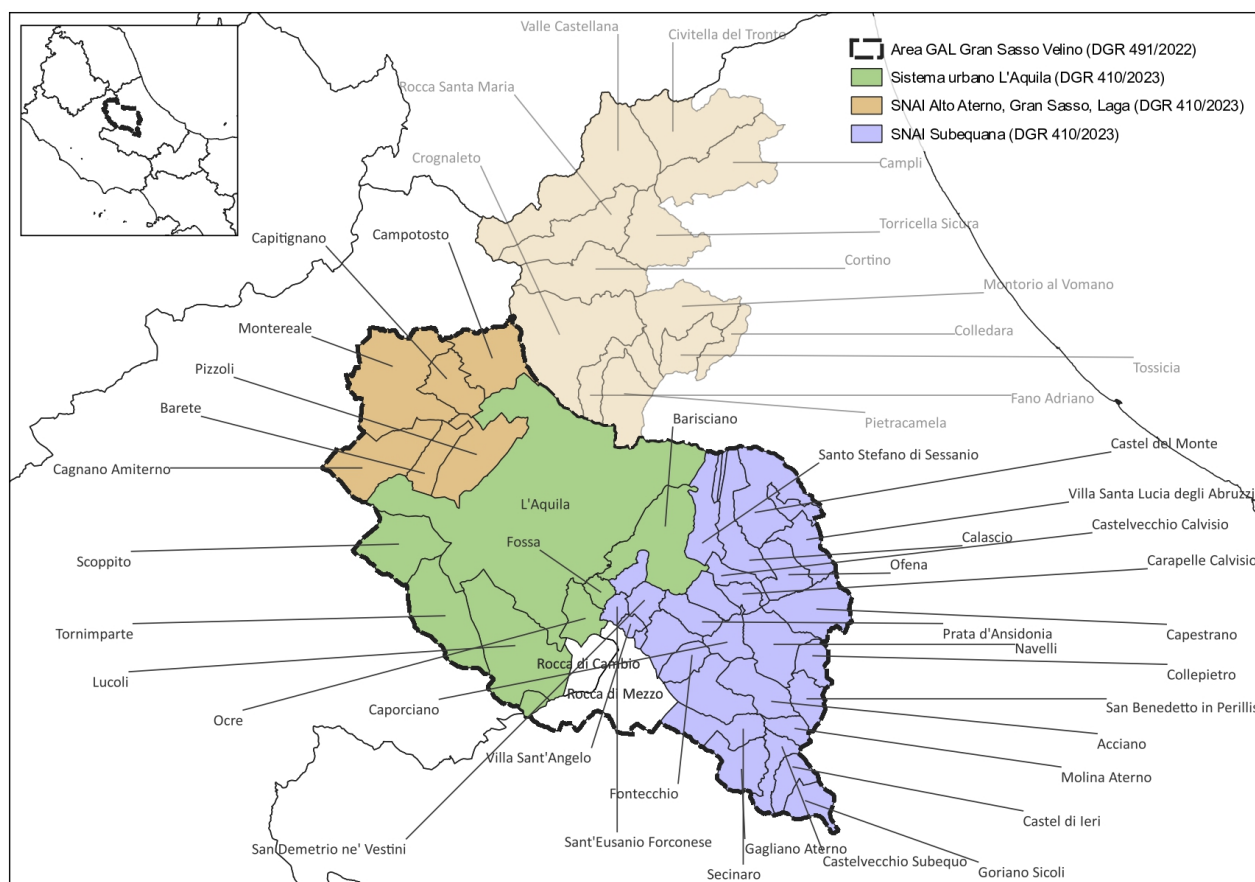 Valle Castellana
Civitella del Tronto
Area GAL Gran Sasso Velino (DGR 491/2022)
Sistema urbano L'Aquila (DGR 410/2023)
SNAI Alto Aterno, Gran Sasso, Laga (DGR 410/2023)
SNAI Subequana (DGR 410/2023)
Rocca Santa Maria
Crognaleto
Campli
Capitignano
Campotosto
Torricella Sicura
Cortino
Montorio al Vomano
Montereale
Colledara
Pizzoli
Tossicia
Barete
Fano Adriano
Pietracamela
Barisciano
Castel del Monte
Cagnano Amiterno
Santo Stefano di Sessanio
Villa Santa Lucia degli Abruzzi
L'Aquila
Castelvecchio Calvisio
Fossa
Calascio
Scoppito
Ofena
Carapelle Calvisio
Tornimparte
Prata d'Ansidonia
Capestrano
Navelli
Lucoli
Rocca di Cambio
Collepietro
Rocca di Mezzo
Ocre
Caporciano
San Benedetto in Perillis
Acciano
Villa Sant'Angelo
Molina Aterno
Fontecchio
Castel di Ieri
Sant'Eusanio Forconese
San Demetrio ne' Vestini
Gagliano Aterno
Castelvecchio Subequo
Secinaro
Goriano Sicoli